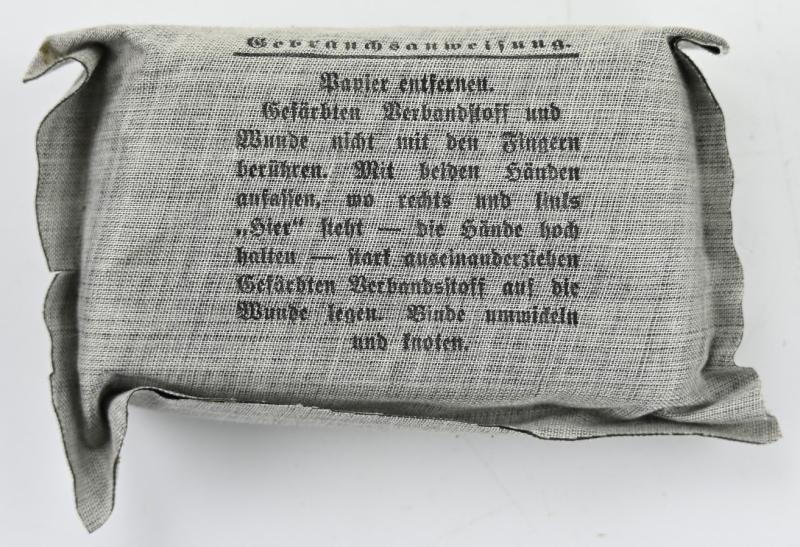 Gebrauchsanweisung.
Papier entfernen.
Gefärbten Verbandstoff und
Wunde nicht mit den Fingern
berühren. Mit beiden Händen
anfassen, wo rechts und links
„Hier“ steht — die Hände hoch
halten — stark auseinanderziehen
Gefärbten Verbandsstoff auf die
Wunde legen. Binde umwickeln
und knoten.